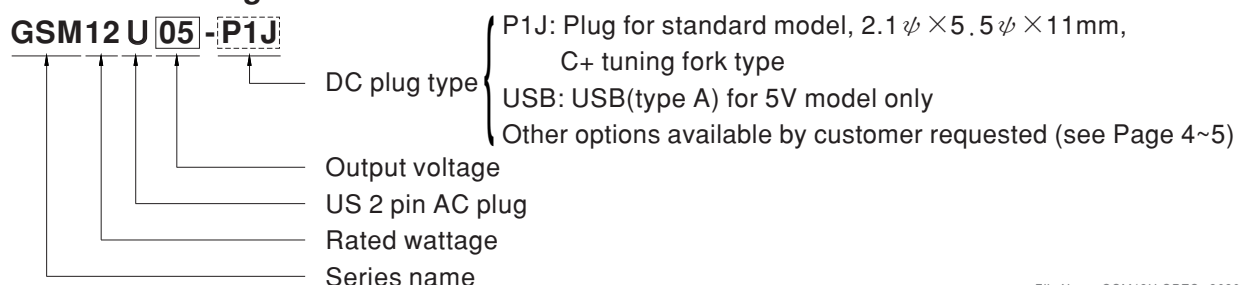 GSM12U05-P1J
P1J: Plug for standard model, 2.1ψ×5.5ψ×11mm,
C+ tuning fork type
DC plug type
USB: USB(type A) for 5V model only
Other options available by customer requested (see Page 4~5)
Output voltage
US 2 pin AC plug
Rated wattage
Series name